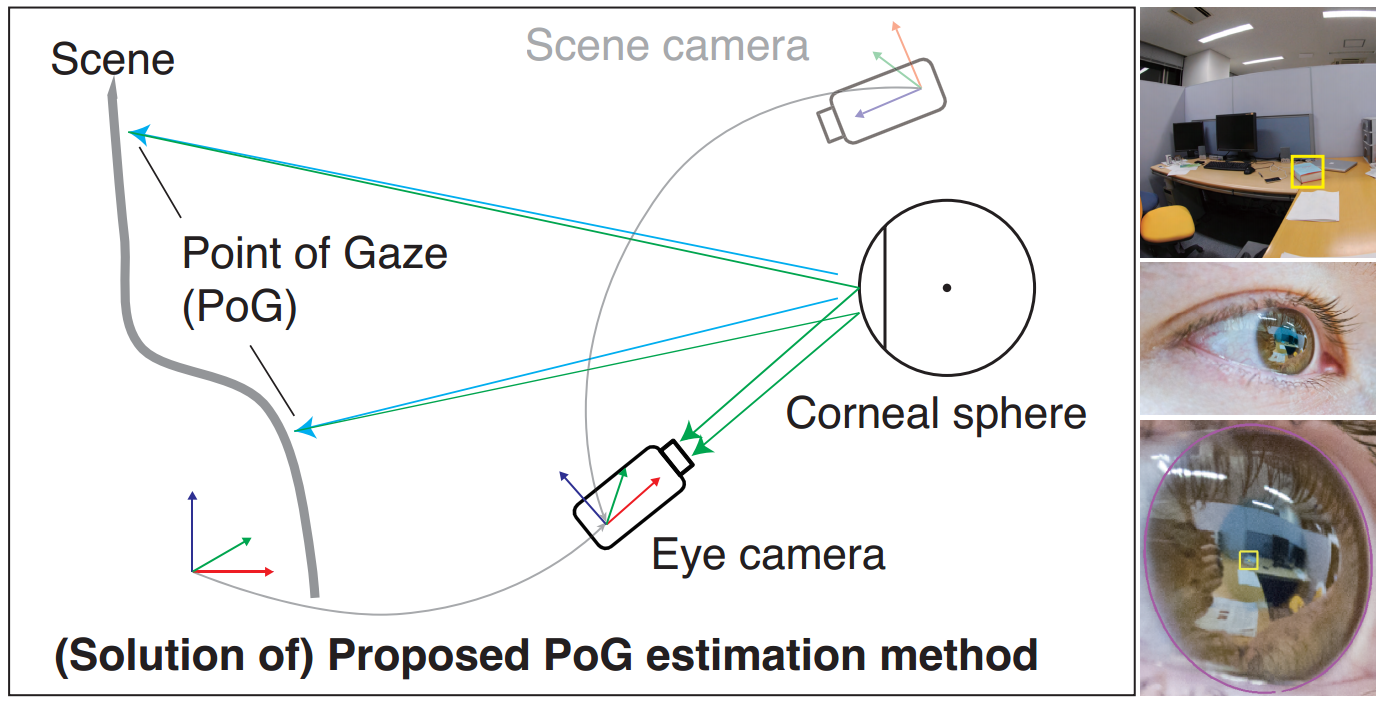 Scene
Scene camera
Point of Gaze
(PoG)
Corneal sphere
Eye camera
(Solution of) Proposed PoG estimation method